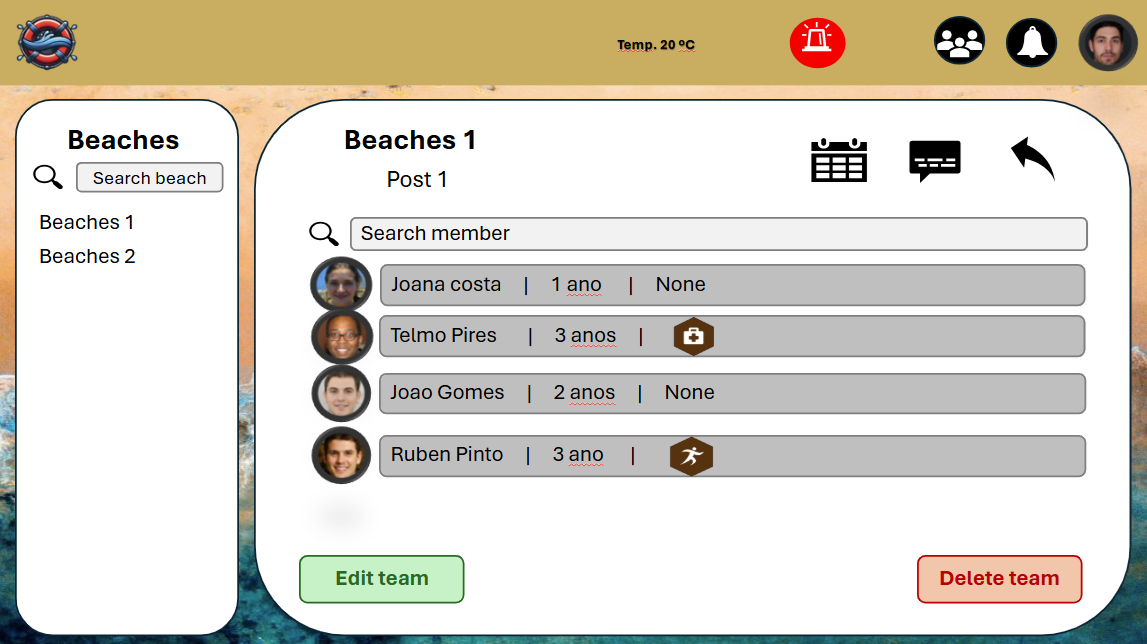 Temp. 20 ºC
Beaches
Search beach
Beaches 1
Beaches 2
Beaches 1
Post 1
Search member
Joana costa | 1 ano | None
Telmo Pires | 3 anos |
Joao Gomes | 2 anos | None
Ruben Pinto | 3 ano |
Edit team
Delete team